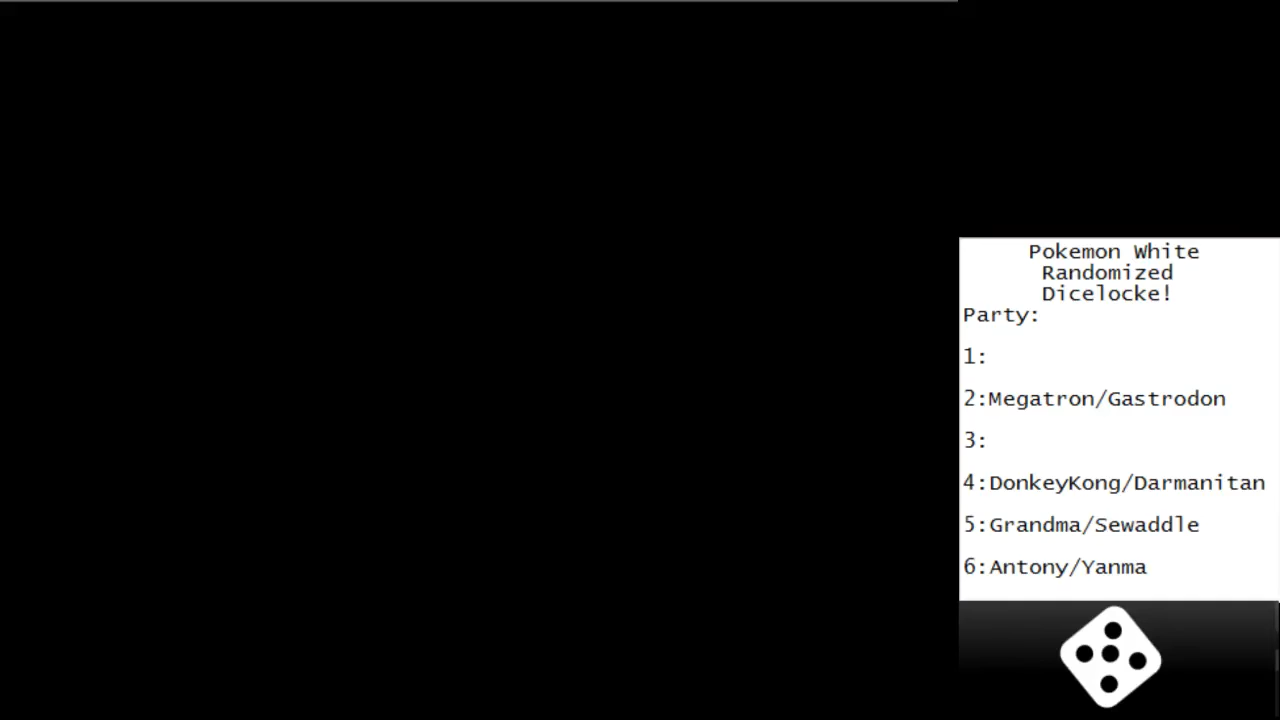 Pokemon White
Randomized
Dicelocke!
Party:
1:
2:Megatron/Gastrodon
3:
4:DonkeyKong/Darmanitan
5:Grandma/Sewaddle
6:Antony/Yanma